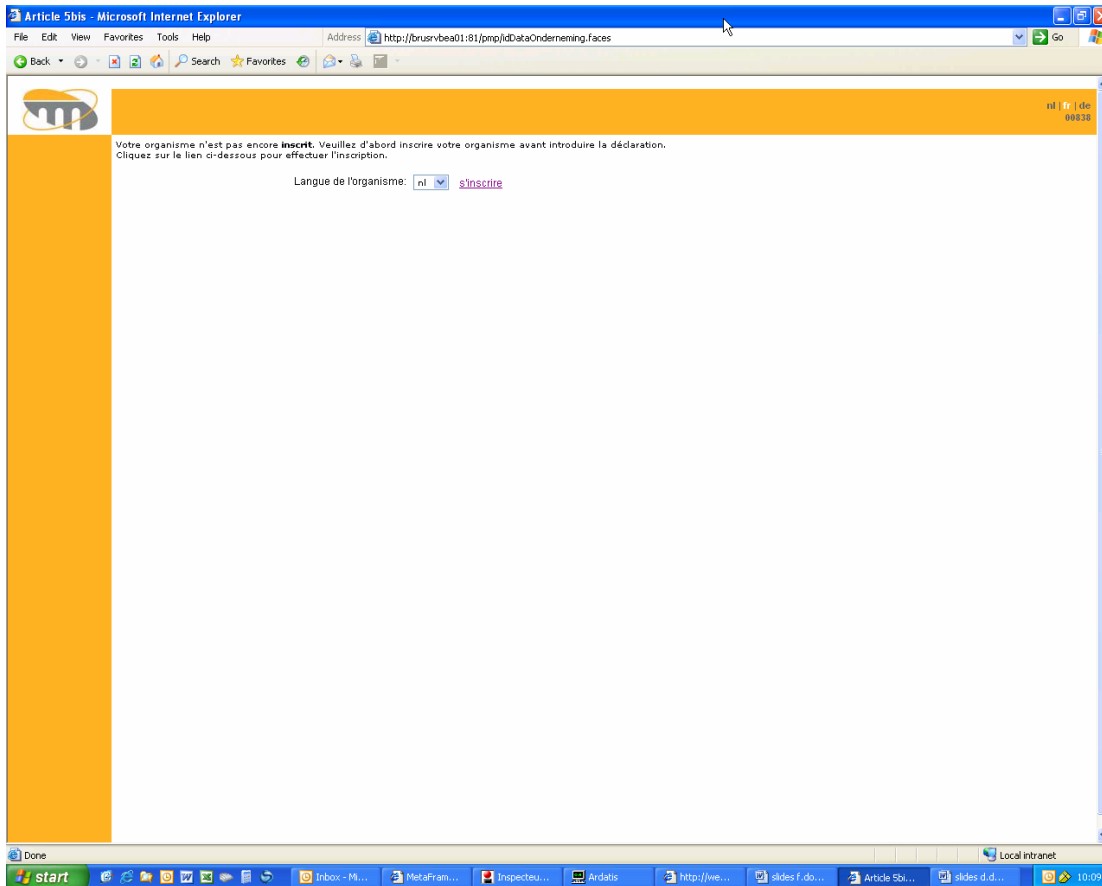 Article 5bis - Microsoft Internet Explorer
File Edit View Favorites Tools Help Address http://brusrvbea01:81/pmp/idDataOnderneming.faces Go
Back Search Favorites
nl | fr | de
00838
Votre organisme n'est pas encore inscrit. Veuillez d'abord inscrire votre organisme avant introduire la déclaration.
Cliquez sur le lien ci-dessous pour effectuer l'inscription.
Langue de l'organisme: nl s'inscrire
Done Local intranet
start Inbox - Mi... MetaFram... Inspecteu... Ardatis http://we... slides f.do... Article 5bi... slides d.d... 10:09